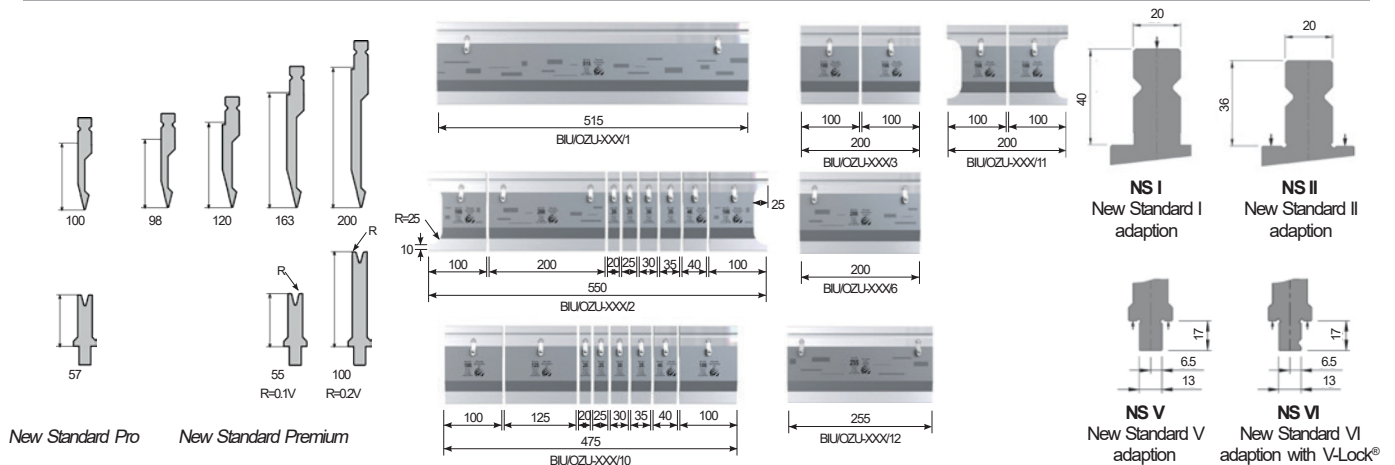 100
98
120
163
200
R
R
57
55
100
R=0.1V
R=0.2V
New Standard Pro
New Standard Premium
515
BIU/OZU-XXX/1
100
100
200
BIU/OZU-XXX/3
100
100
200
BIU/OZU-XXX/11
R=25
10
25
100
200
20
25
30
35
40
100
550
BIU/OZU-XXX/2
200
BIU/OZU-XXX/6
100
125
20
25
30
35
40
100
475
BIU/OZU-XXX/10
255
BIU/OZU-XXX/12
20
40
NS I
New Standard I
adaption
20
36
NS II
New Standard II
adaption
17
6.5
13
NS V
New Standard V
adaption
17
6.5
13
NS VI
New Standard VI
adaption with V-Lock®